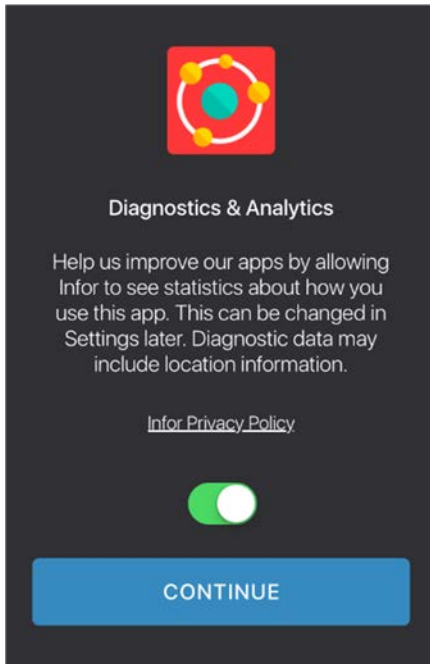 Diagnostics & Analytics
Help us improve our apps by allowing
Infor to see statistics about how you
use this app. This can be changed in
Settings later. Diagnostic data may
include location information.
Infor Privacy Policy
CONTINUE